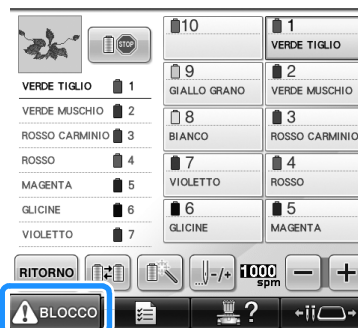 STOP
VERDE TIGLIO 1
VERDE MUSCHIO 2
ROSSO CARMINIO 3
ROSSO 4
MAGENTA 5
GLICINE 6
VIOLETTO 7
10
1
VERDE TIGLIO
9
GIALLO GRANO
2
VERDE MUSCHIO
8
BIANCO
3
ROSSO CARMINIO
7
VIOLETTO
4
ROSSO
6
GLICINE
5
MAGENTA
RITORNO
-/+
1000
spm
− +
BLOCCO
?